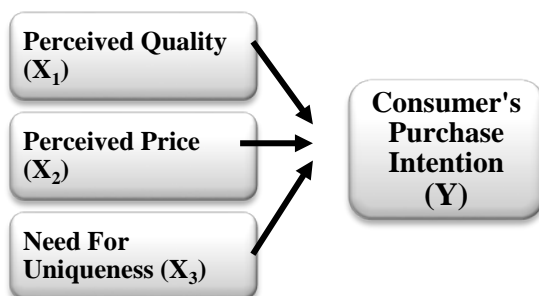 Perceived Quality
(X₁)
Perceived Price
(X₂)
Need For
Uniqueness (X₃)
Consumer's
Purchase
Intention
(Y)